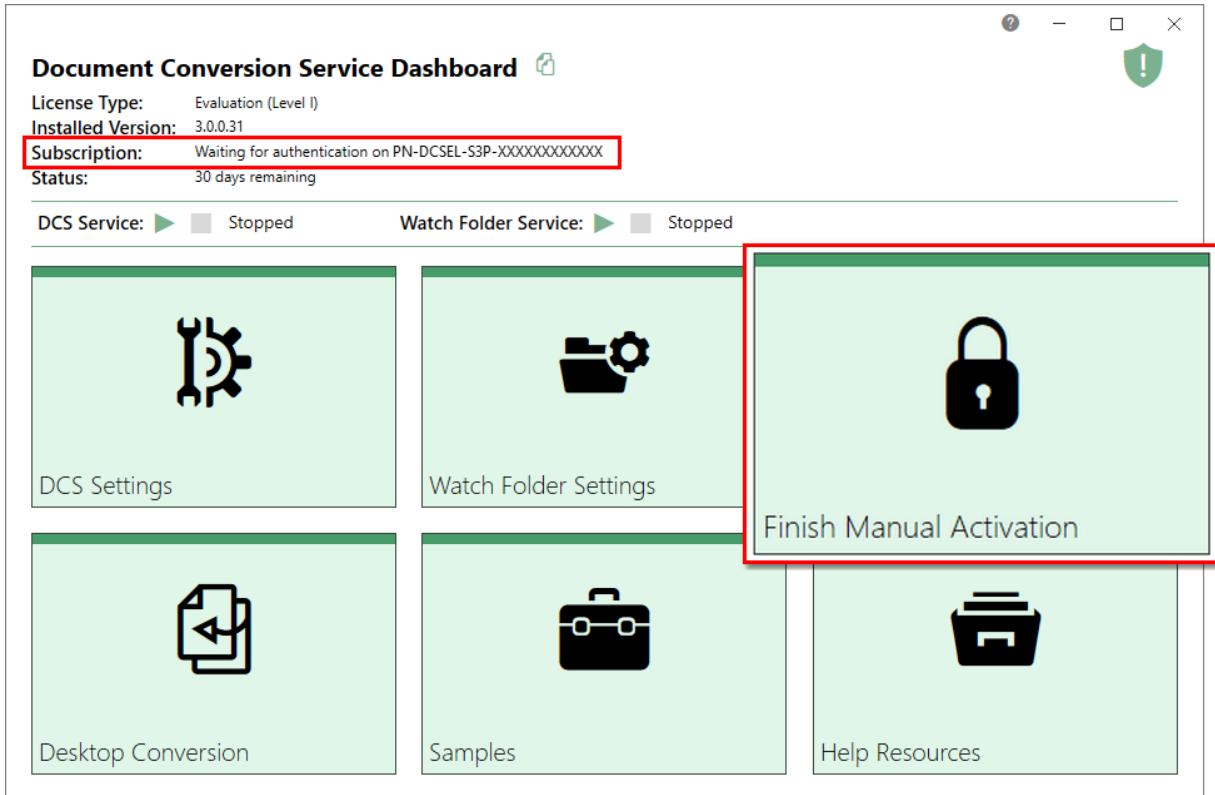 Document Conversion Service Dashboard
License Type: Evaluation (Level I)
Installed Version: 3.0.0.31
Subscription: Waiting for authentication on PN-DCSEL-S3P-XXXXXXXXXXXX
Status: 30 days remaining
DCS Service: Stopped Watch Folder Service: Stopped
DCS Settings
Watch Folder Settings
Finish Manual Activation
Desktop Conversion
Samples
Help Resources